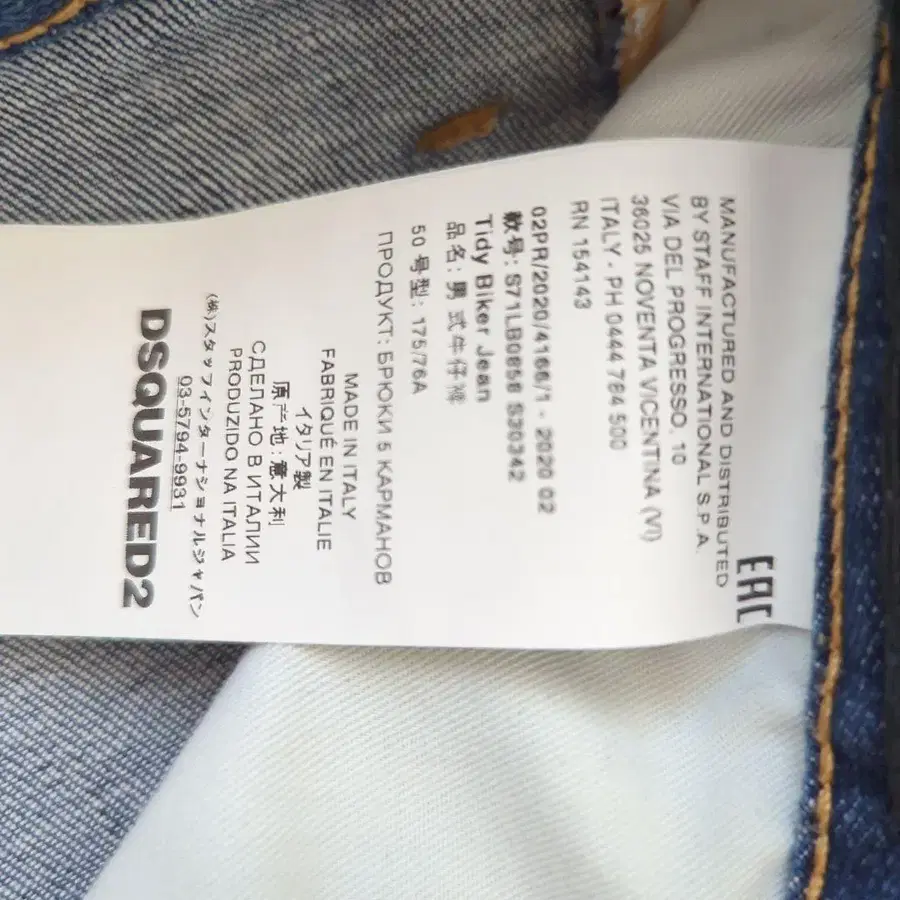 EAC
MANUFACTURED AND DISTRIBUTED
BY STAFF INTERNATIONAL S.P.A.
VIA DEL PROGRESSO, 10
36025 NOVENTA VICENTINA (VI)
ITALY - PH 0444 784 500
RN 154143
02PR/2020/4166/1 - 2020 02
款号: S71LB0858 S30342
Tidy Biker Jean
品名: 男式牛仔褲
50 号型: 175/76A
ПРОДУКТ: БРЮКИ 5 КАРМАНОВ
MADE IN ITALY
FABRIQUÉ EN ITALIE
イタリア製
原产地: 意大利
СДЕЛАНО В ИТАЛИИ
PRODUZIDO NA ITALIA
03-5794-9931
(株)スタッフインターナショナルジャパン
DSQUARED2